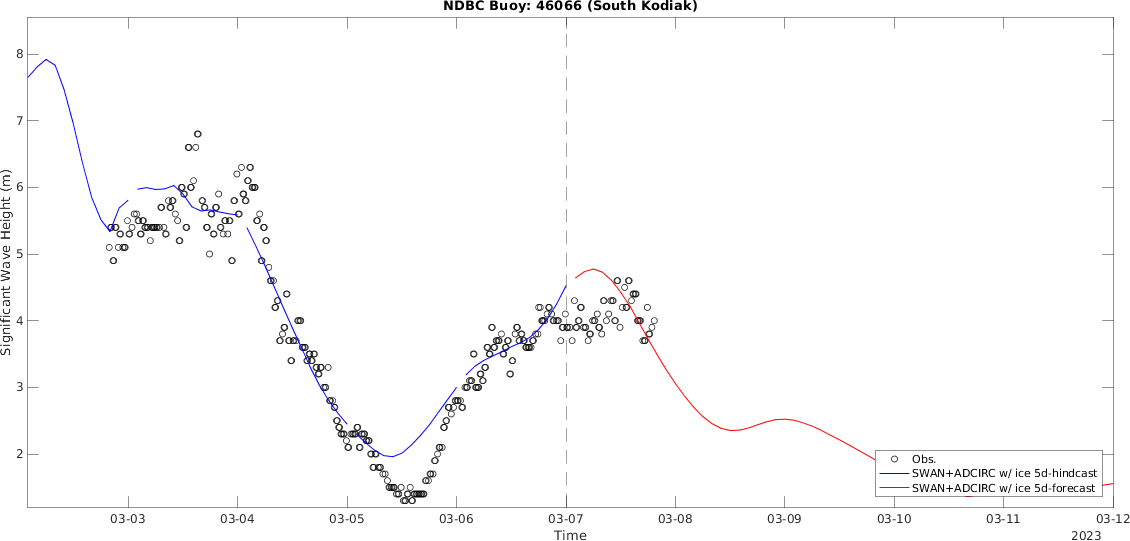 NDBC Buoy: 46066 (South Kodiak)
Significant Wave Height (m)
8
7
6
5
4
3
2
Obs.
SWAN+ADCIRC w/ ice 5d-hindcast
SWAN+ADCIRC w/ ice 5d-forecast
03-03 03-04 03-05 03-06 03-07 03-08 03-09 03-10 03-11 03-12
Time
2023